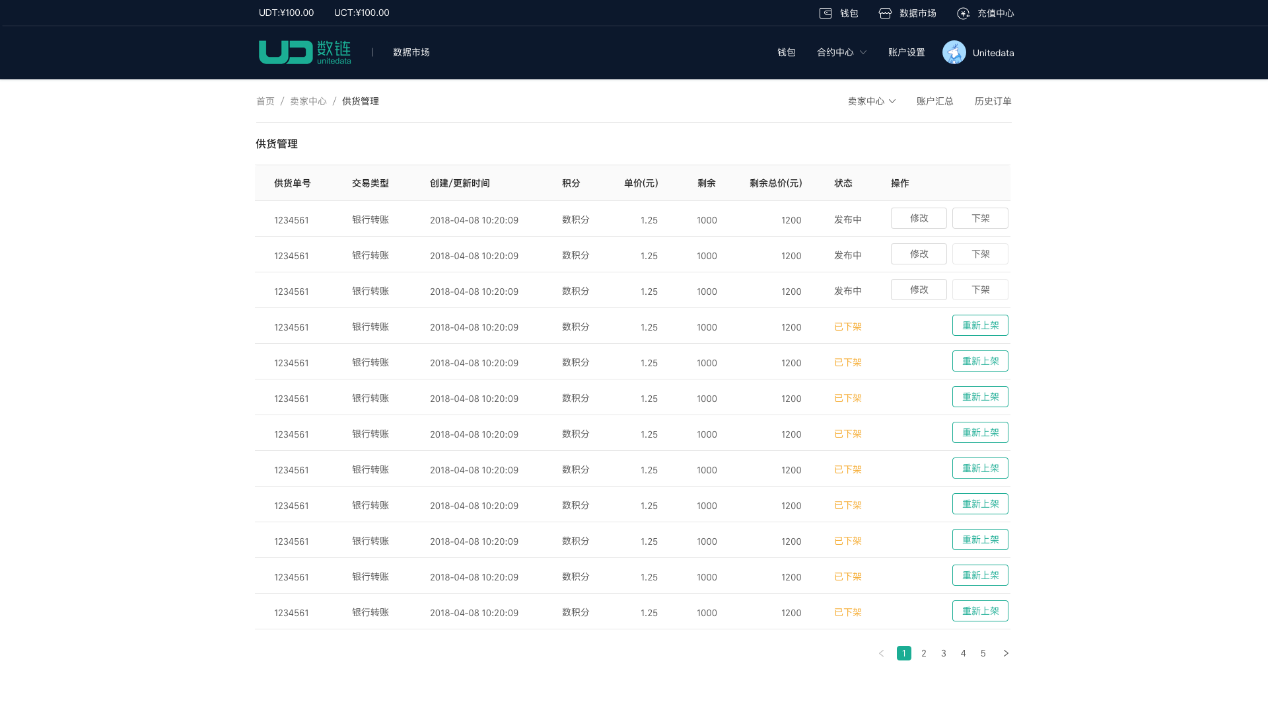 UDT:¥100.00 UCT:¥100.00 钱包 数据市场 充值中心
UD 数链 unitedata | 数据市场 钱包 合约中心 账户设置 Unitedata
首页 / 卖家中心 / 供货管理 卖家中心 账户汇总 历史订单
供货管理
供货单号 交易类型 创建/更新时间 积分 单价(元) 剩余 剩余总价(元) 状态 操作
1234561 银行转账 2018-04-08 10:20:09 数积分 1.25 1000 1200 发布中 修改 下架
1234561 银行转账 2018-04-08 10:20:09 数积分 1.25 1000 1200 发布中 修改 下架
1234561 银行转账 2018-04-08 10:20:09 数积分 1.25 1000 1200 发布中 修改 下架
1234561 银行转账 2018-04-08 10:20:09 数积分 1.25 1000 1200 已下架 重新上架
1234561 银行转账 2018-04-08 10:20:09 数积分 1.25 1000 1200 已下架 重新上架
1234561 银行转账 2018-04-08 10:20:09 数积分 1.25 1000 1200 已下架 重新上架
1234561 银行转账 2018-04-08 10:20:09 数积分 1.25 1000 1200 已下架 重新上架
1234561 银行转账 2018-04-08 10:20:09 数积分 1.25 1000 1200 已下架 重新上架
1234561 银行转账 2018-04-08 10:20:09 数积分 1.25 1000 1200 已下架 重新上架
1234561 银行转账 2018-04-08 10:20:09 数积分 1.25 1000 1200 已下架 重新上架
1234561 银行转账 2018-04-08 10:20:09 数积分 1.25 1000 1200 已下架 重新上架
1234561 银行转账 2018-04-08 10:20:09 数积分 1.25 1000 1200 已下架 重新上架
< 1 2 3 4 5 >